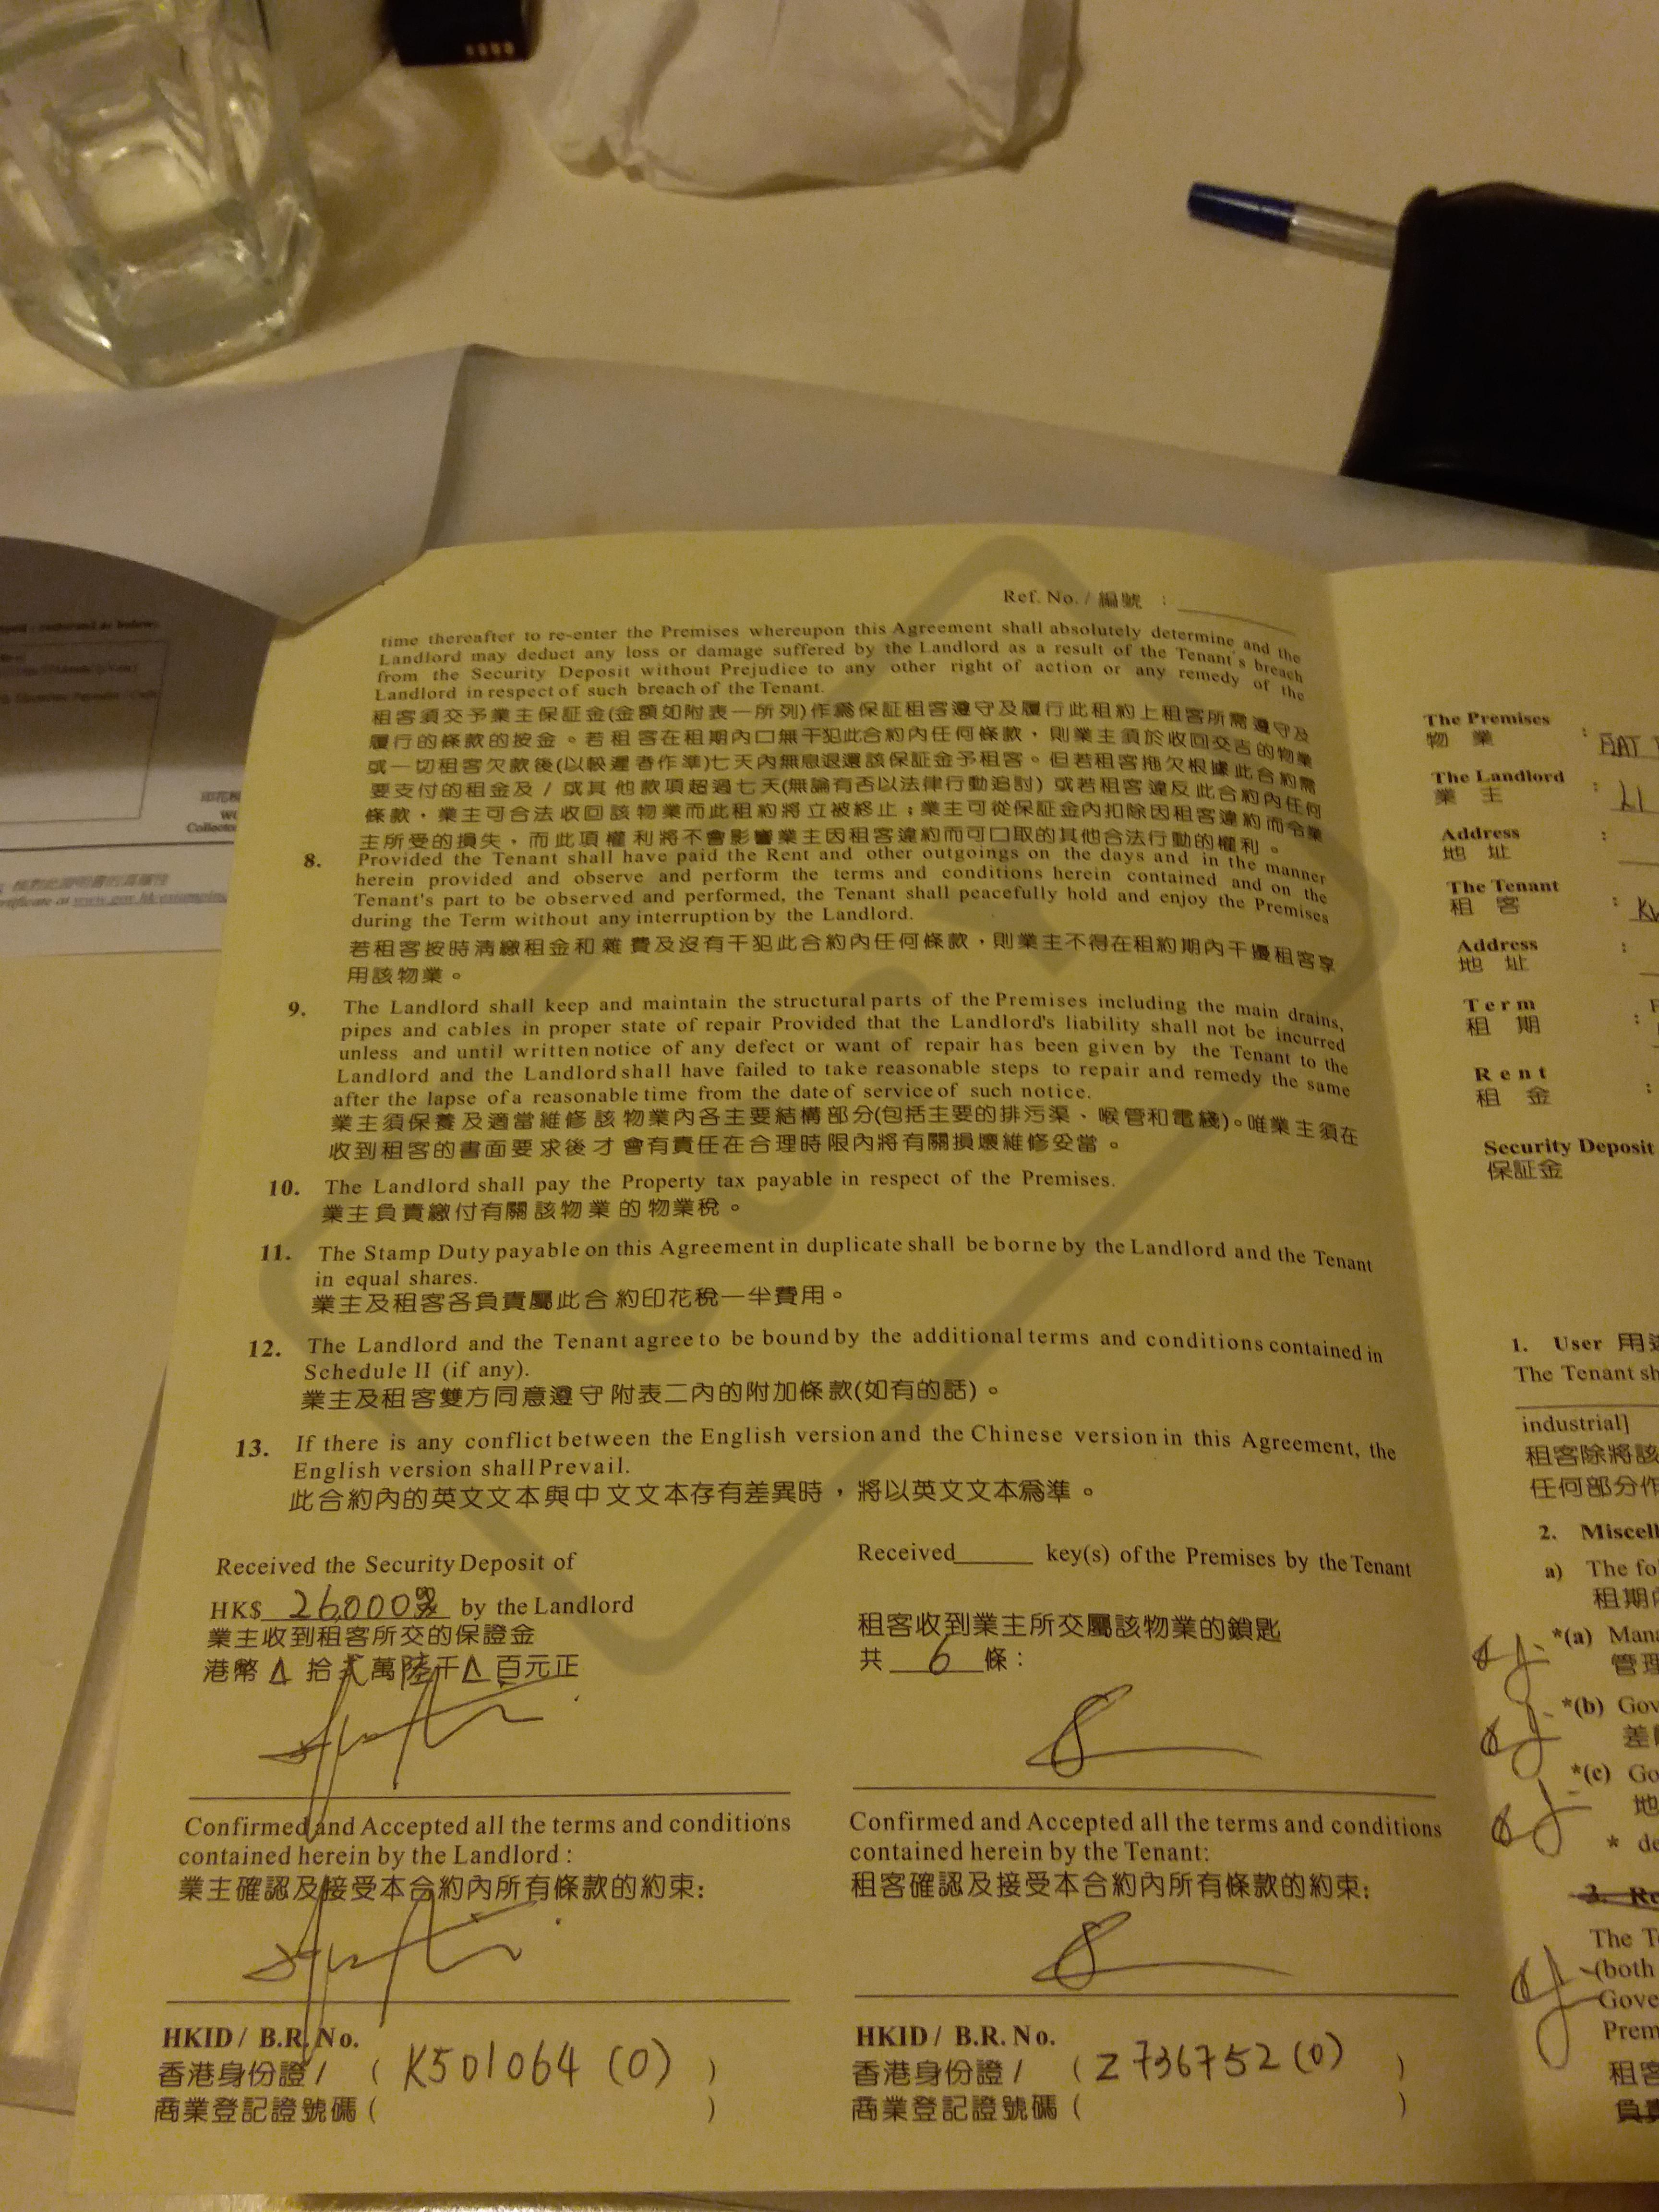 Ref. No. / 編號 :
time thereafter to re-enter the Premises whereupon this Agreement shall absolutely determine and the
Landlord may deduct any loss or damage suffered by the Landlord as a result of the Tenant's breach
from the Security Deposit without Prejudice to any other right of action or any remedy of the
Landlord in respect of such breach of the Tenant.
租客須交予業主保証金(金額如附表一所列)作為保証租客遵守及履行此租約上租客所需遵守及
履行的條款的按金。若租客在租期內口無干犯此合約內任何條款，則業主須於收回交吉的物業
或一切租客欠款後(以較遲者作準)七天內無息退還該保証金予租客。但若租客拖欠根據此合約需
要支付的租金及 / 或其他款項超過七天(無論有否以法律行動追討) 或若租客違反此合約內任何
條款，業主可合法收回該物業而此租約將立被終止；業主可從保証金內扣除因租客違約而令業
主所受的損失，而此項權利將不會影響業主因租客違約而可口取的其他合法行動的權利。
8. Provided the Tenant shall have paid the Rent and other outgoings on the days and in the manner
herein provided and observe and perform the terms and conditions herein contained and on the
Tenant's part to be observed and performed, the Tenant shall peacefully hold and enjoy the Premises
during the Term without any interruption by the Landlord.
若租客按時清繳租金和雜費及沒有干犯此合約內任何條款，則業主不得在租約期內干擾租客享
用該物業。
9. The Landlord shall keep and maintain the structural parts of the Premises including the main drains,
pipes and cables in proper state of repair Provided that the Landlord's liability shall not be incurred
unless and until written notice of any defect or want of repair has been given by the Tenant to the
Landlord and the Landlord shall have failed to take reasonable steps to repair and remedy the same
after the lapse of a reasonable time from the date of service of such notice.
業主須保養及適當維修該物業內各主要結構部分(包括主要的排污渠、喉管和電綫)。唯業主須在
收到租客的書面要求後才會有責任在合理時限內將有關損壞維修妥當。
10. The Landlord shall pay the Property tax payable in respect of the Premises.
業主負責繳付有關該物業的物業稅。
11. The Stamp Duty payable on this Agreement in duplicate shall be borne by the Landlord and the Tenant
in equal shares.
業主及租客各負責屬此合約印花稅一半費用。
12. The Landlord and the Tenant agree to be bound by the additional terms and conditions contained in
Schedule II (if any).
業主及租客雙方同意遵守附表二內的附加條款(如有的話)。
13. If there is any conflict between the English version and the Chinese version in this Agreement, the
English version shall Prevail.
此合約內的英文文本與中文文本存有差異時，將以英文文本為準。
Received the Security Deposit of
HK$ 26,000 by the Landlord
業主收到租客所交的保證金
港幣 拾貳萬陸千 百元正
Received key(s) of the Premises by the Tenant
租客收到業主所交屬該物業的鎖匙
共 6 條：
Confirmed and Accepted all the terms and conditions
contained herein by the Landlord :
業主確認及接受本合約內所有條款的約束：
Confirmed and Accepted all the terms and conditions
contained herein by the Tenant:
租客確認及接受本合約內所有條款的約束：
HKID / B.R. No.
香港身份證 / ( K501064 (0) )
商業登記證號碼 ( )
HKID / B.R. No.
香港身份證 / ( Z736752 (0) )
商業登記證號碼 ( )
The Premises
物 業 :
The Landlord
業 主 : LI
Address :
地 址
The Tenant
租 客 :
Address :
地 址
Term
租 期 :
Rent
租 金 :
Security Deposit
保証金
1. User
The Tenant
industrial]
租客除將該
任何部分作
2.
a) The
租期
*(a)
管理
*(b)
*(c)
地
*
The
(both
租客